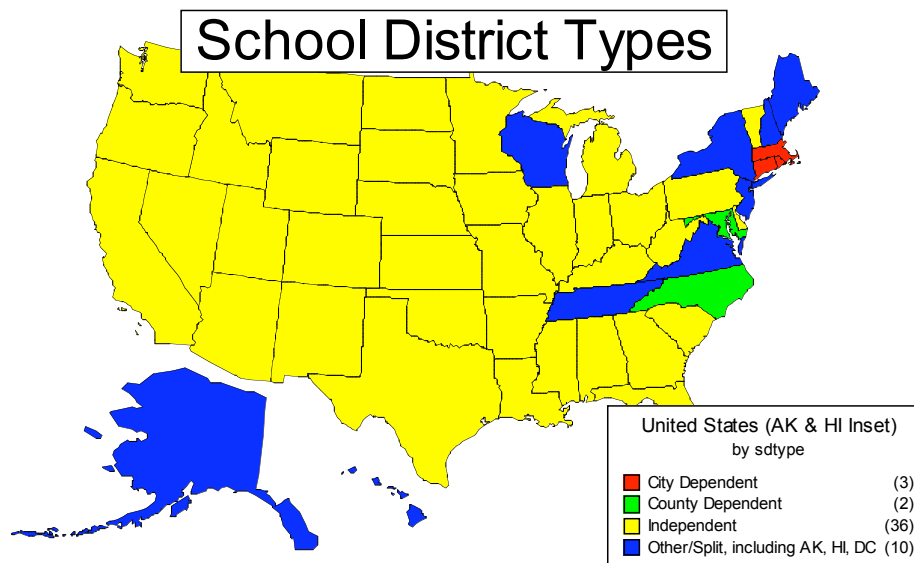 School District Types
United States (AK & HI Inset)
by sdtype
City Dependent (3)
County Dependent (2)
Independent (36)
Other/Split, including AK, HI, DC (10)